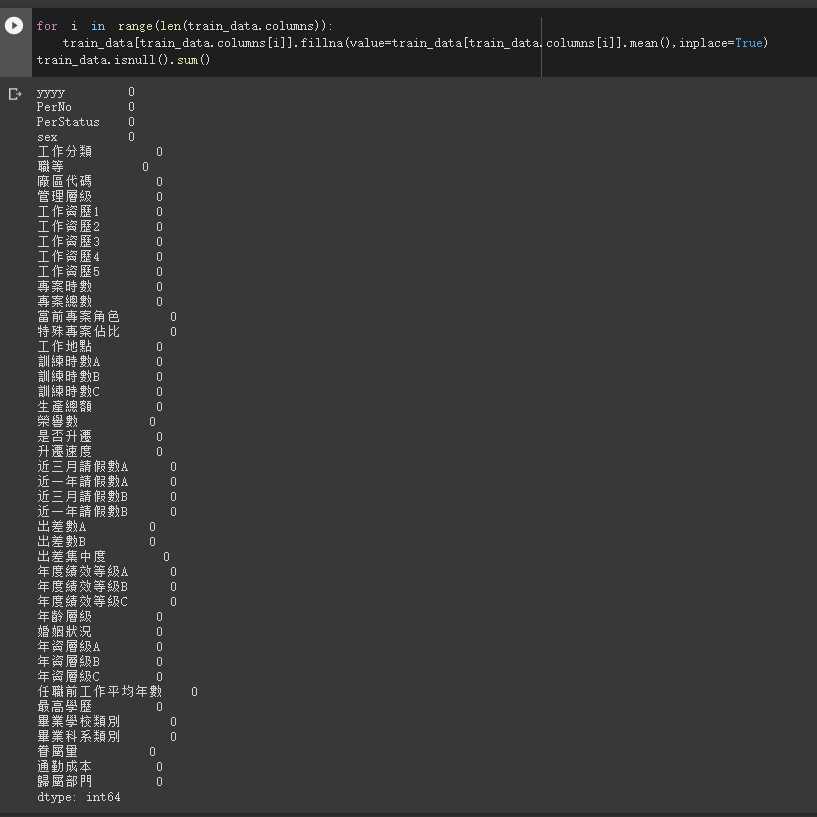 for i in range(len(train_data.columns)):
    train_data[train_data.columns[i]].fillna(value=train_data[train_data.columns[i]].mean(),inplace=True)
train_data.isnull().sum()
yyyy 0
PerNo 0
PerStatus 0
sex 0
工作分類 0
職等 0
廠區代碼 0
管理層級 0
工作資歷1 0
工作資歷2 0
工作資歷3 0
工作資歷4 0
工作資歷5 0
專案時數 0
專案總數 0
當前專案角色 0
特殊專案佔比 0
工作地點 0
訓練時數A 0
訓練時數B 0
訓練時數C 0
生產總額 0
榮譽數 0
是否升遷 0
升遷速度 0
近三月請假數A 0
近一年請假數A 0
近三月請假數B 0
近一年請假數B 0
出差數A 0
出差數B 0
出差集中度 0
年度績效等級A 0
年度績效等級B 0
年度績效等級C 0
年齡層級 0
婚姻狀況 0
年資層級A 0
年資層級B 0
年資層級C 0
任職前工作平均年數 0
最高學歷 0
畢業學校類別 0
畢業科系類別 0
眷屬量 0
通勤成本 0
歸屬部門 0
dtype: int64